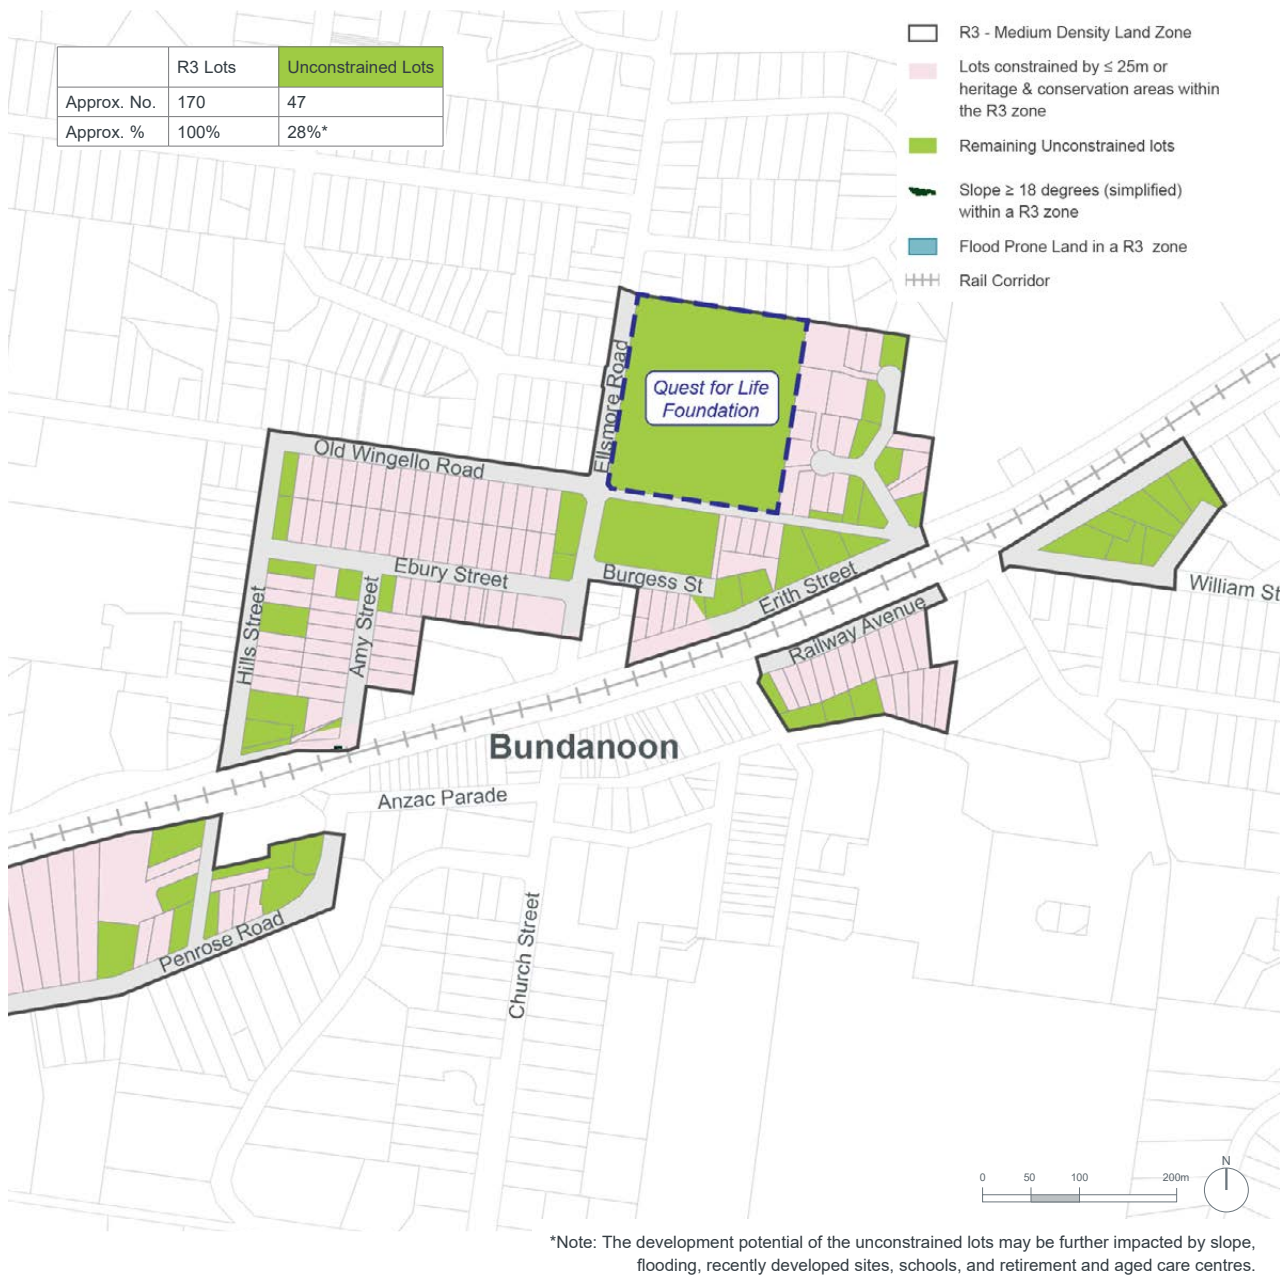 R3 Lots Unconstrained Lots
Approx. No. 170 47
Approx. % 100% 28%*
R3 - Medium Density Land Zone
Lots constrained by ≤ 25m or
heritage & conservation areas within
the R3 zone
Remaining Unconstrained lots
Slope ≥ 18 degrees (simplified)
within a R3 zone
Flood Prone Land in a R3 zone
Rail Corridor
Quest for Life
Foundation
Ellsmore Road
Old Wingello Road
Ebury Street
Burgess St
Erith Street
Hills Street
Amy Street
Railway Avenue
William St
Bundanoon
Anzac Parade
Church Street
Penrose Road
0 50 100 200m
N
*Note: The development potential of the unconstrained lots may be further impacted by slope,
flooding, recently developed sites, schools, and retirement and aged care centres.